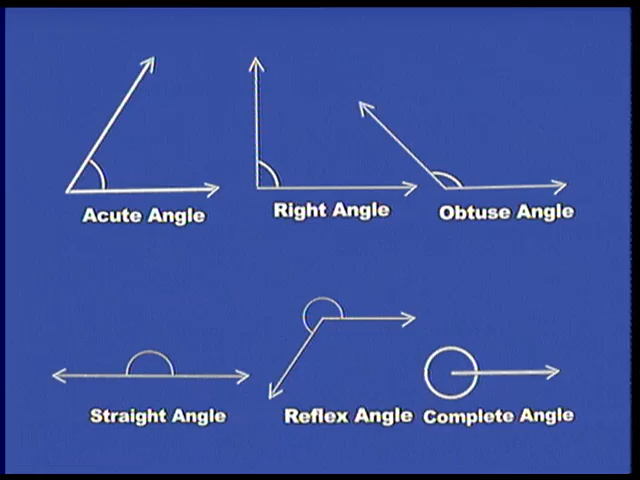 Acute Angle
Right Angle
Obtuse Angle
Straight Angle
Reflex Angle
Complete Angle